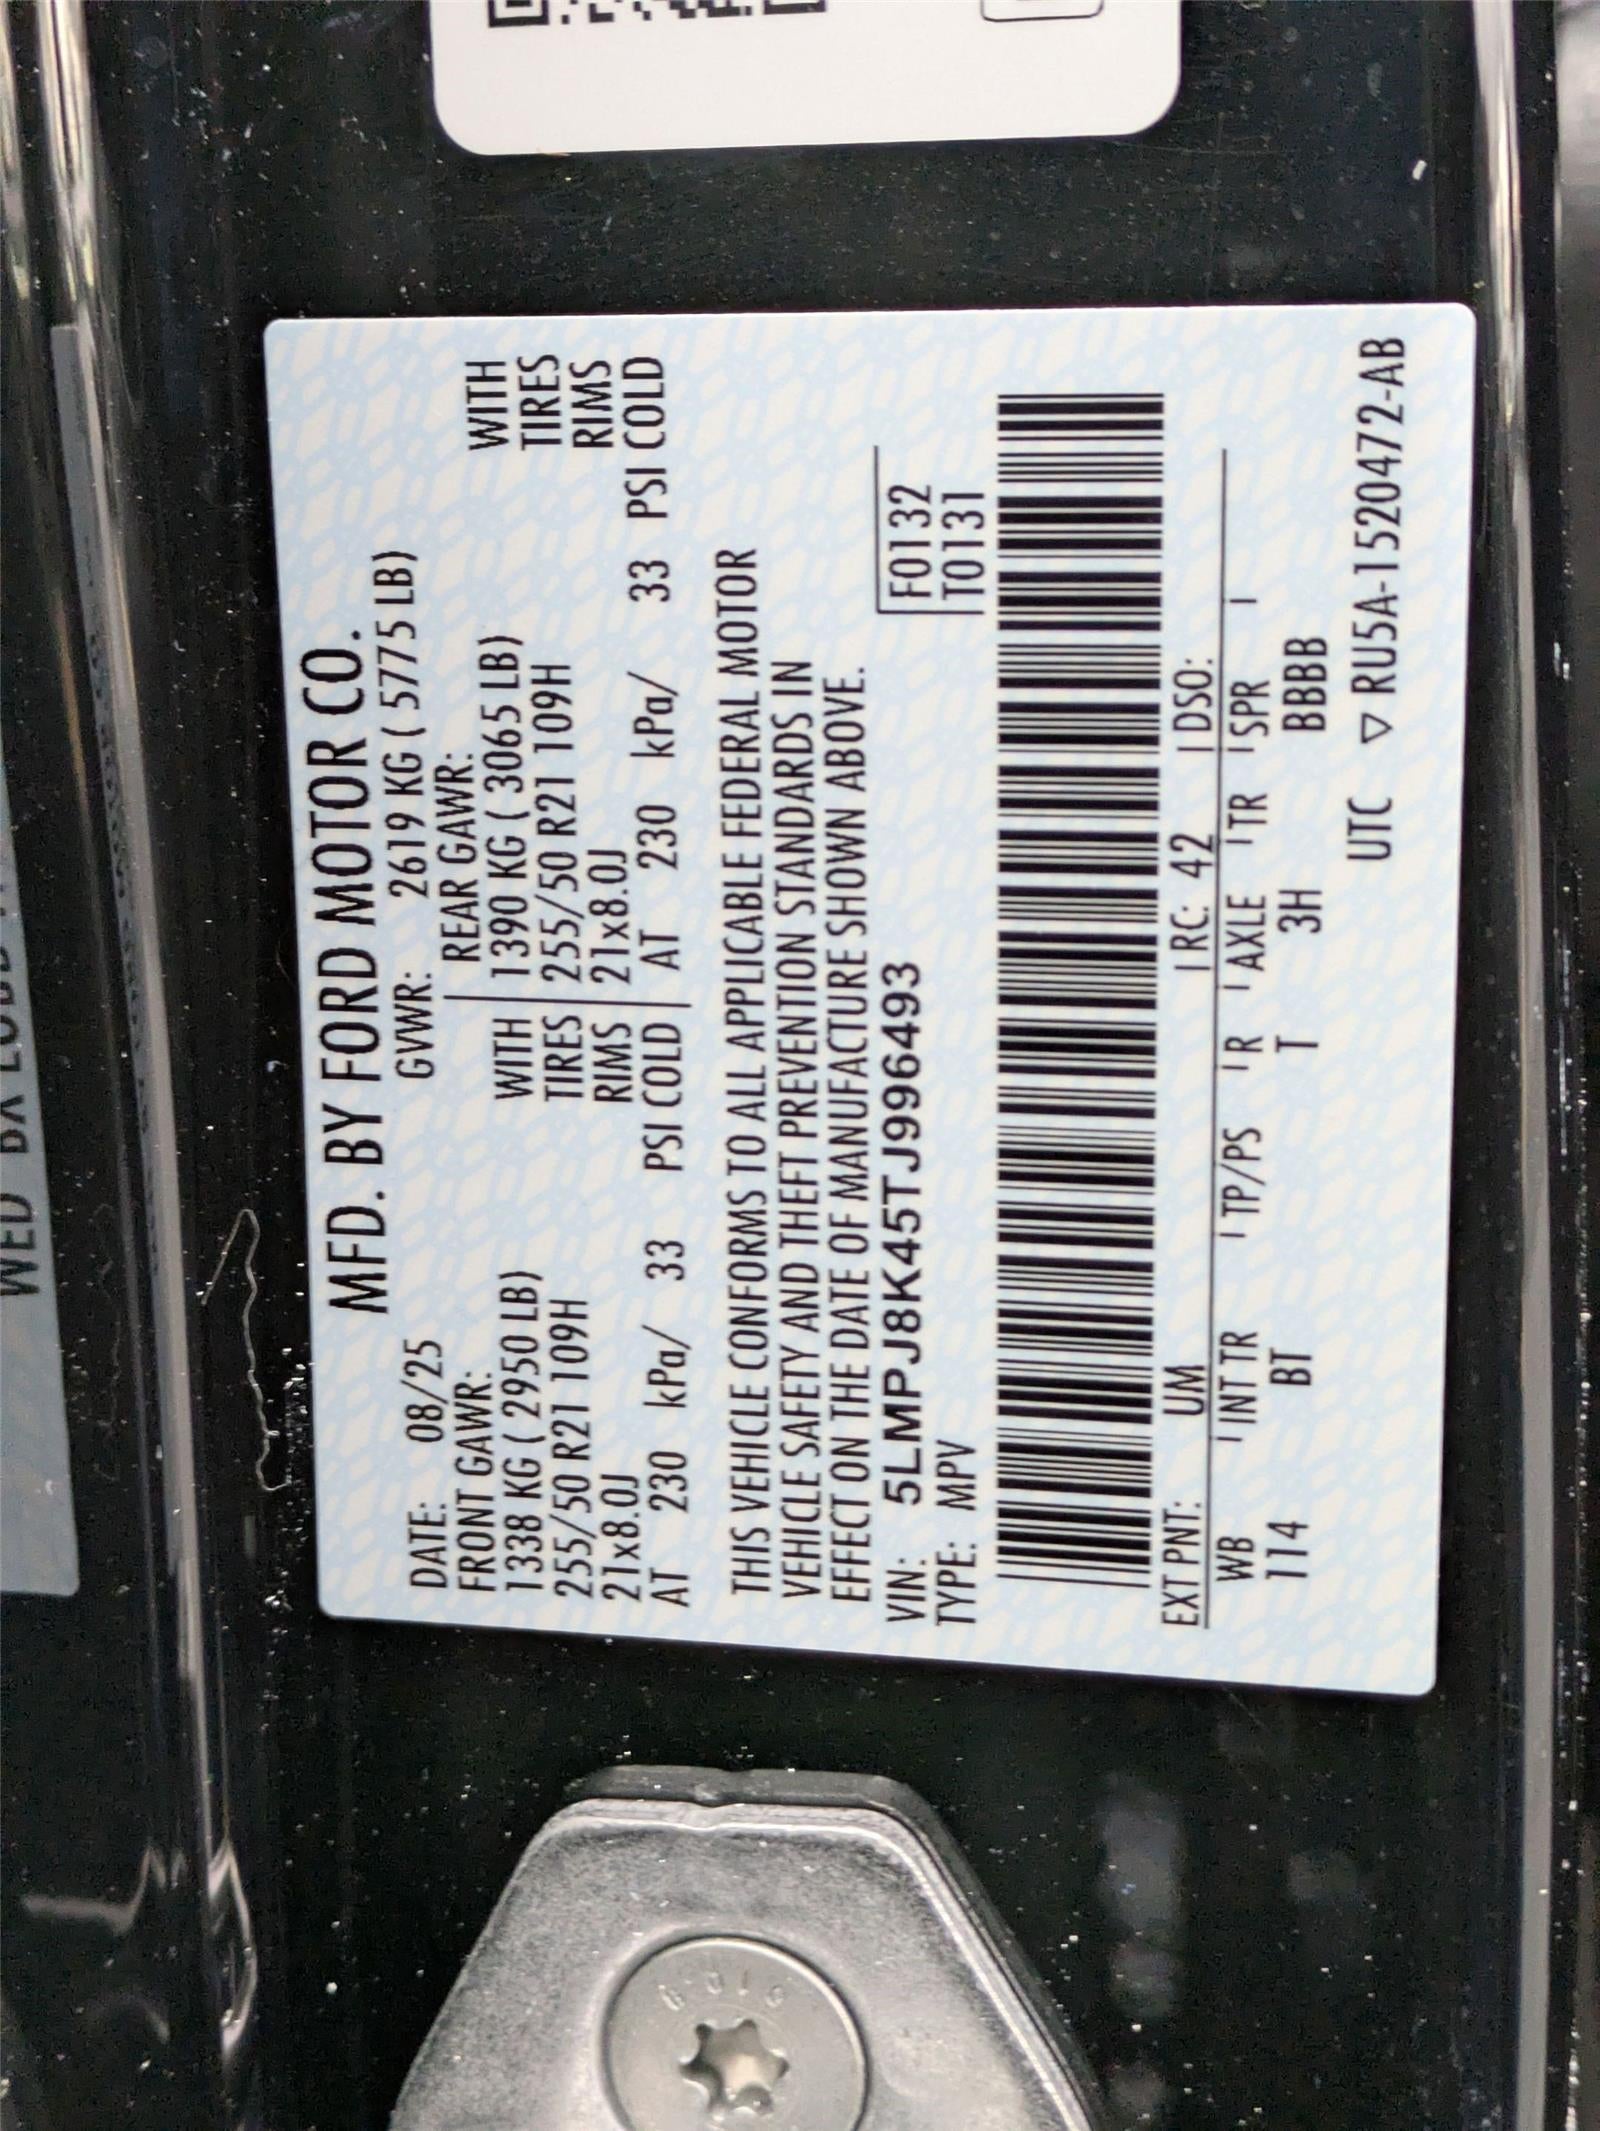 MFD. BY FORD MOTOR CO.
DATE: 08/25 GVWR: 2619 KG ( 5775 LB)
FRONT GAWR: REAR GAWR:
1338 KG ( 2950 LB) WITH 1390 KG ( 3065 LB) WITH
255/50 R21 109H TIRES 255/50 R21 109H TIRES
21x8.0J RIMS 21x8.0J RIMS
AT 230 kPa/ 33 PSI COLD AT 230 kPa/ 33 PSI COLD
THIS VEHICLE CONFORMS TO ALL APPLICABLE FEDERAL MOTOR
VEHICLE SAFETY AND THEFT PREVENTION STANDARDS IN
EFFECT ON THE DATE OF MANUFACTURE SHOWN ABOVE.
VIN: 5LMPJ8K45TJ996493 F0132
TYPE: MPV T0131
EXT PNT: UM RC: 42 DSO:
WB INT TR TP/PS R AXLE TR SPR
114 BT T 3H BBBB
UTC ▽ RU5A-1520472-AB